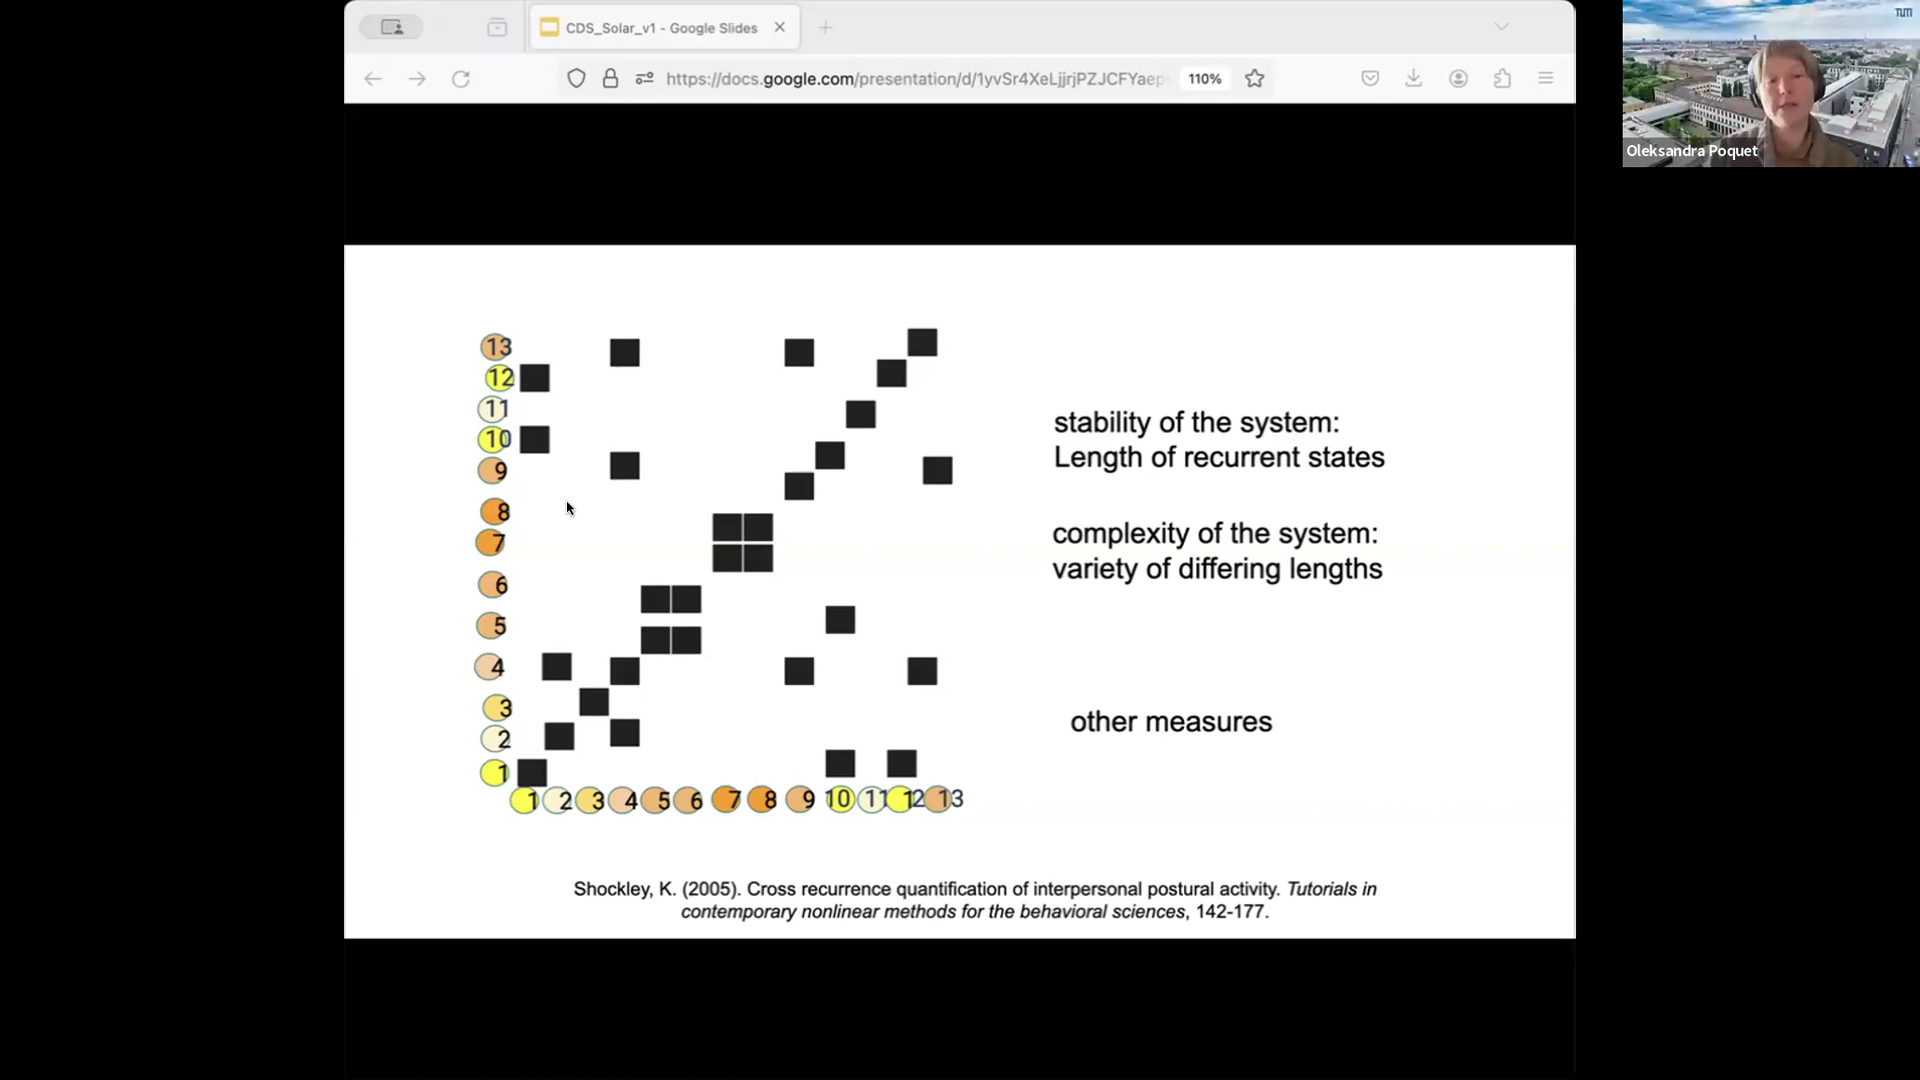 CDS_Solar_v1 - Google Slides
https://docs.google.com/presentation/d/1yvSr4XeLjjrjPZJCFYaep
110%
TUM
Oleksandra Poquet
13
12
11
10
9
8
7
6
5
4
3
2
1
1 2 3 4 5 6 7 8 9 10 11 12 13
stability of the system:
Length of recurrent states
complexity of the system:
variety of differing lengths
other measures
Shockley, K. (2005). Cross recurrence quantification of interpersonal postural activity. Tutorials in
contemporary nonlinear methods for the behavioral sciences, 142-177.